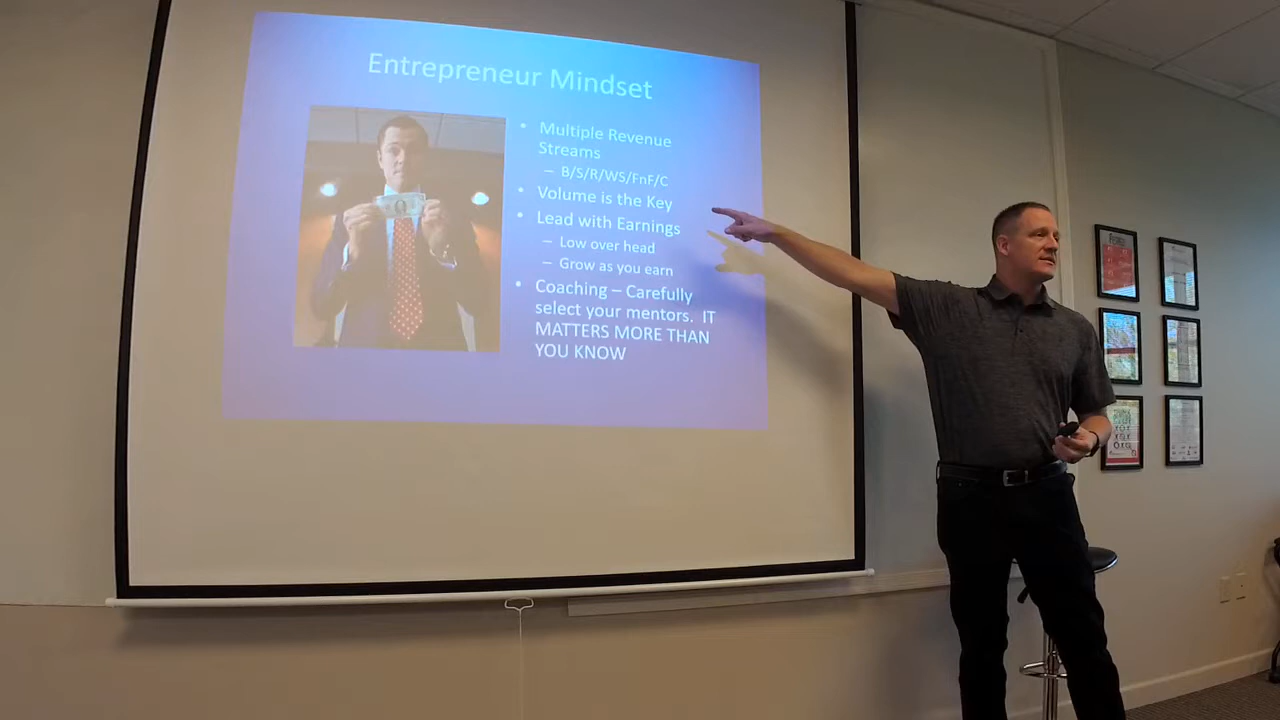 Entrepreneur Mindset
• Multiple Revenue
Streams
– B/S/R/WS/FnF/C
• Volume is the Key
• Lead with Earnings
– Low over head
– Grow as you earn
• Coaching – Carefully
select your mentors. IT
MATTERS MORE THAN
YOU KNOW